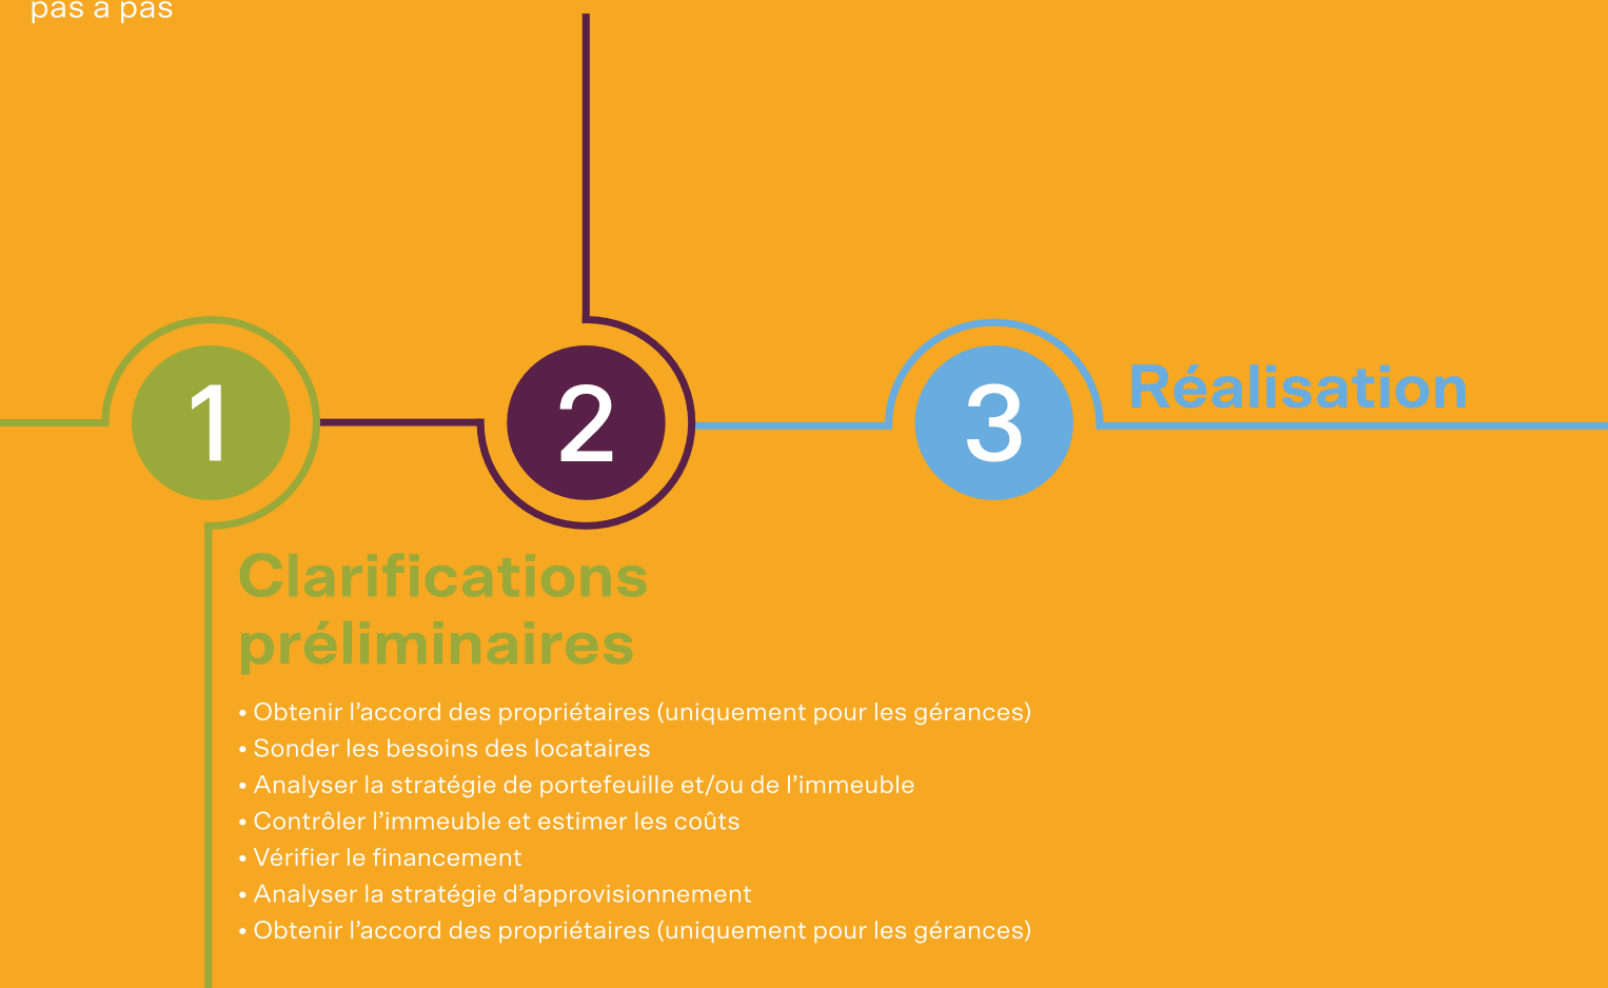 pas à pas
1
2
3
Réalisation
Clarifications
préliminaires
• Obtenir l’accord des propriétaires (uniquement pour les gérances)
• Sonder les besoins des locataires
• Analyser la stratégie de portefeuille et/ou de l’immeuble
• Contrôler l’immeuble et estimer les coûts
• Vérifier le financement
• Analyser la stratégie d’approvisionnement
• Obtenir l’accord des propriétaires (uniquement pour les gérances)